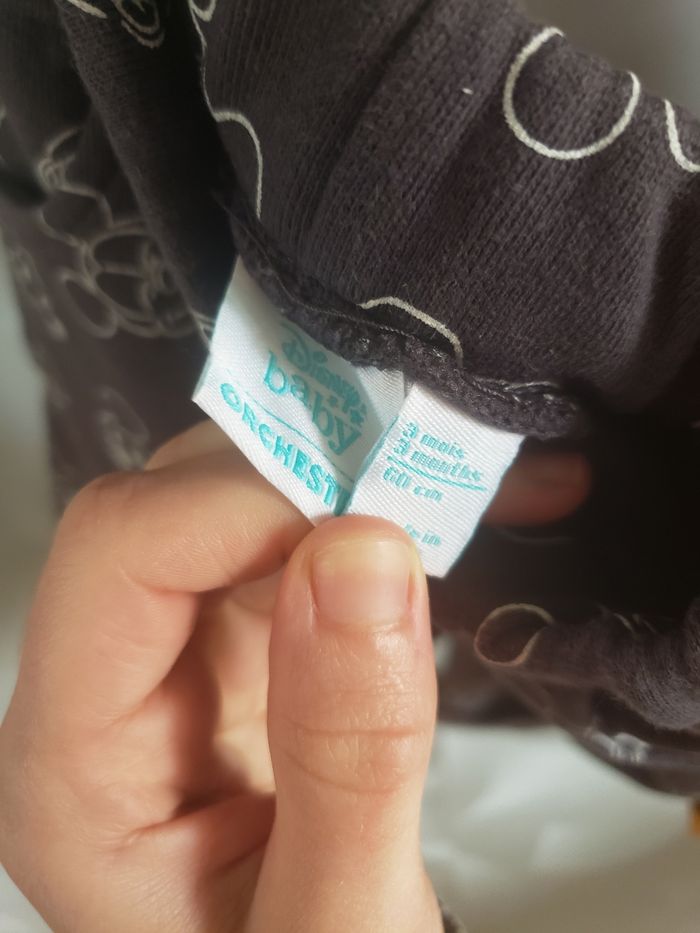 Disney
baby
ORCHEST
3 mois
3 months
60 cm